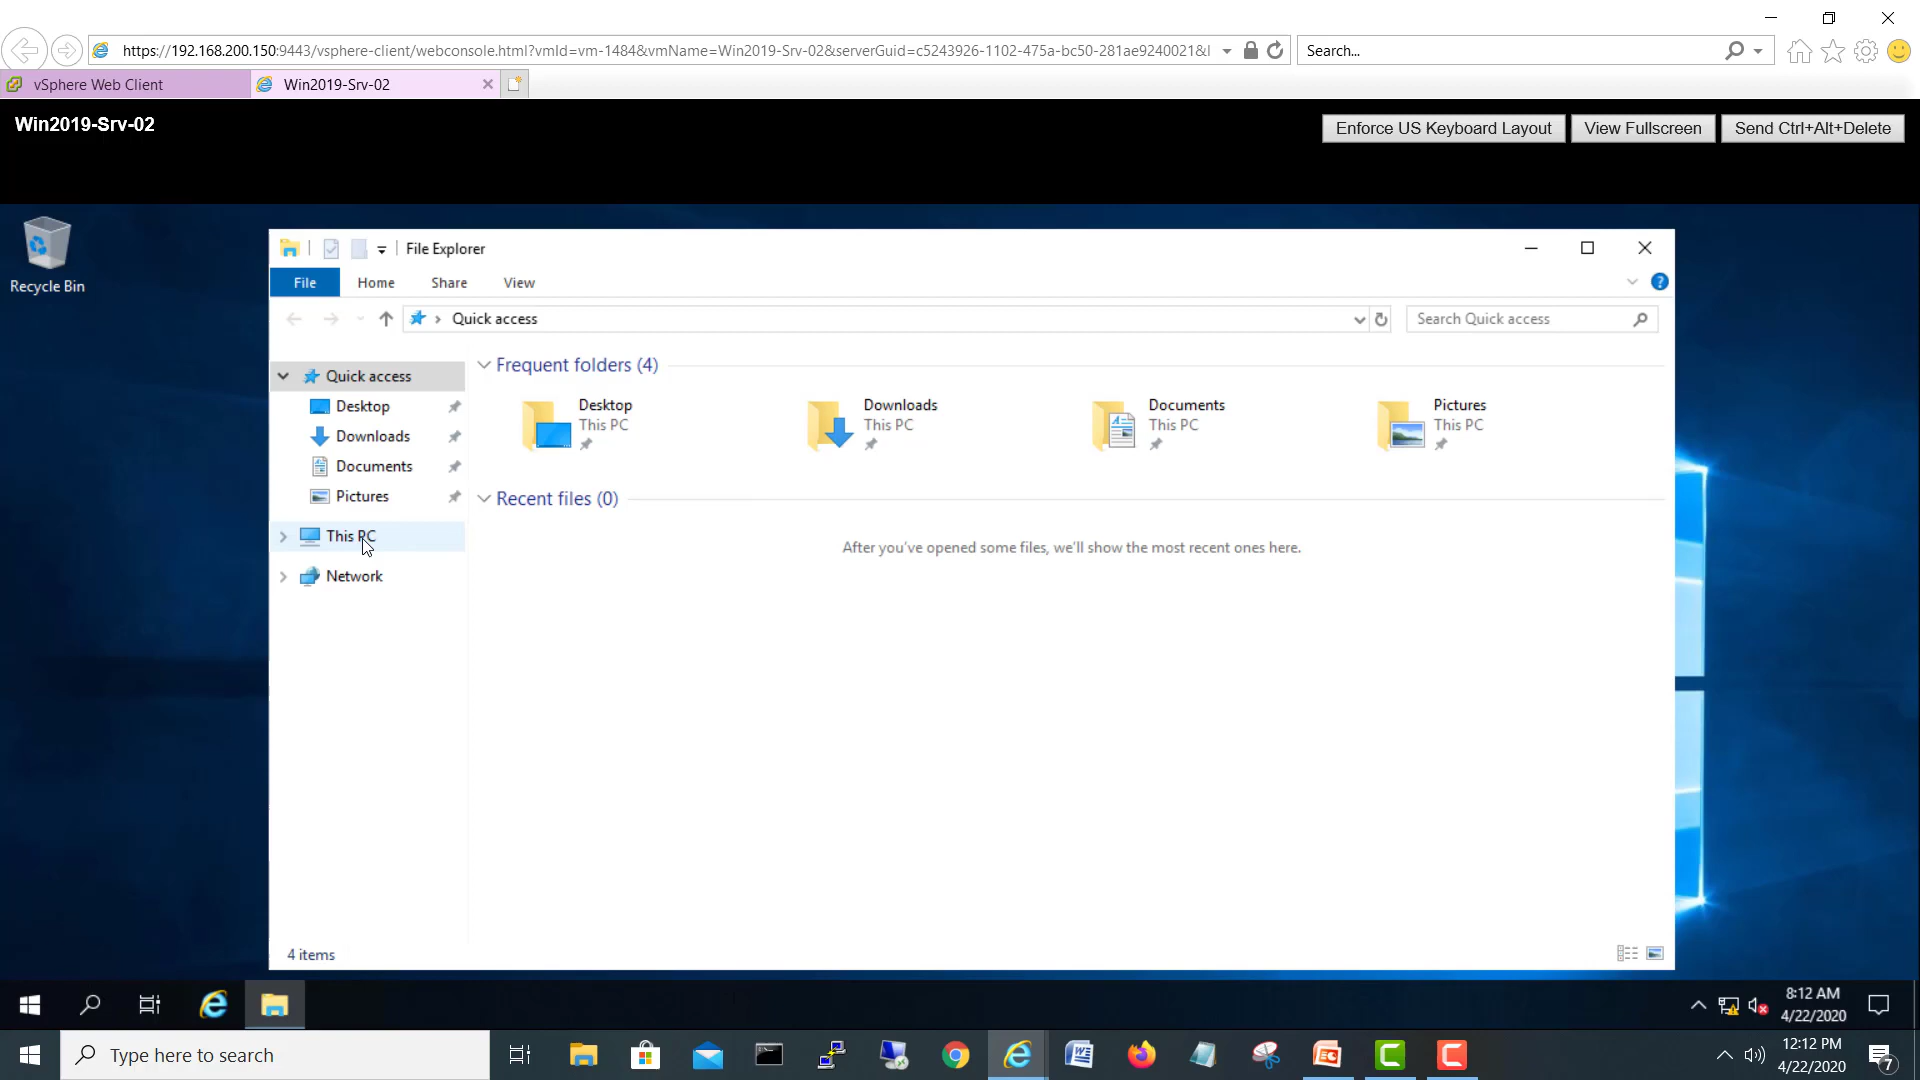 https://192.168.200.150:9443/vsphere-client/webconsole.html?vmId=vm-1484&vmName=Win2019-Srv-02&serverGuid=c5243926-1102-475a-bc50-281ae9240021&l
Search...
vSphere Web Client
Win2019-Srv-02
Win2019-Srv-02
Enforce US Keyboard Layout
View Fullscreen
Send Ctrl+Alt+Delete
Recycle Bin
File Explorer
File Home Share View
Quick access
Search Quick access
Quick access
Desktop
Downloads
Documents
Pictures
This PC
Network
Frequent folders (4)
Desktop
This PC
Downloads
This PC
Documents
This PC
Pictures
This PC
Recent files (0)
After you've opened some files, we'll show the most recent ones here.
4 items
8:12 AM
4/22/2020
Type here to search
12:12 PM
4/22/2020
7